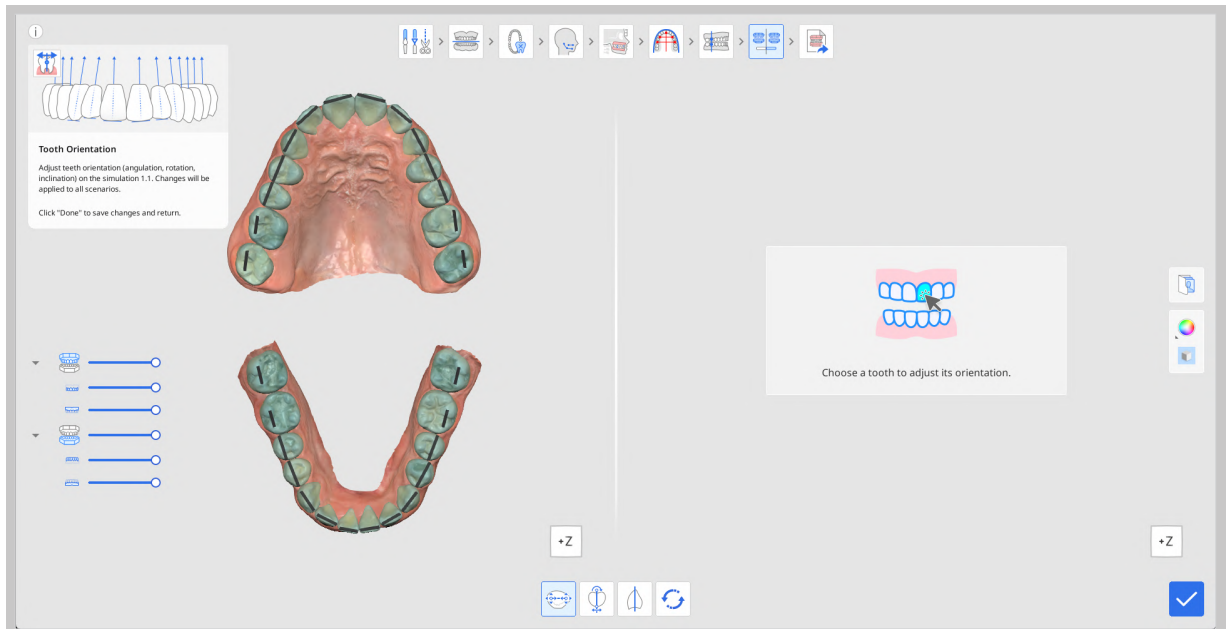 i
Tooth Orientation
Adjust teeth orientation (angulation, rotation,
inclination) on the simulation 1.1. Changes will be
applied to all scenarios.
Click "Done" to save changes and return.
Choose a tooth to adjust its orientation.
+Z
+Z